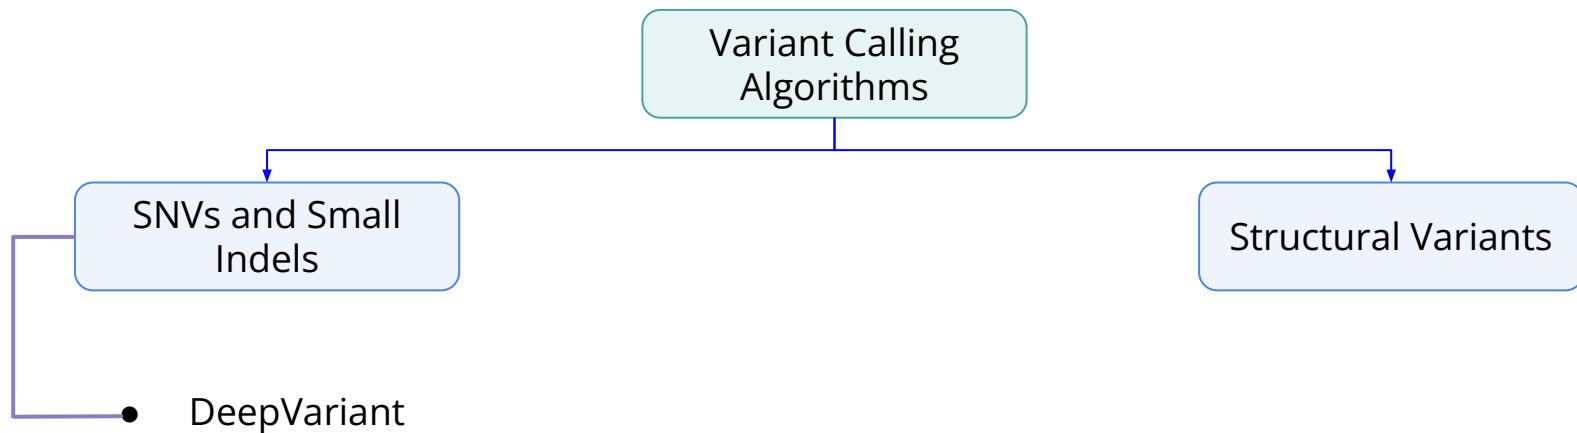 Variant Calling
Algorithms
SNVs and Small
Indels
Structural Variants
DeepVariant